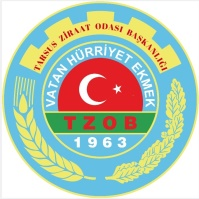 TARSUS ZİRAAT ODASI BAŞKANLIĞI
VATAN HÜRRİYET EKMEK
TZOB
1963